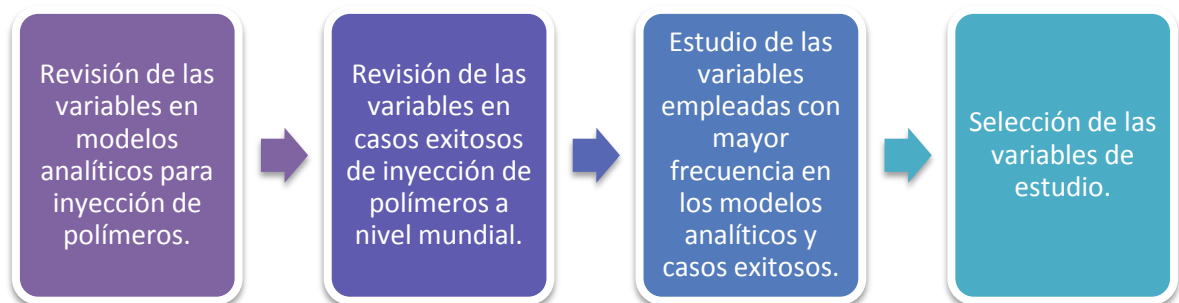 Revisión de las
variables en
modelos
analíticos para
inyección de
polímeros.
Revisión de las
variables en
casos exitosos
de inyección de
polímeros a
nivel mundial.
Estudio de las
variables
empleadas con
mayor
frecuencia en
los modelos
analíticos y
casos exitosos.
Selección de las
variables de
estudio.